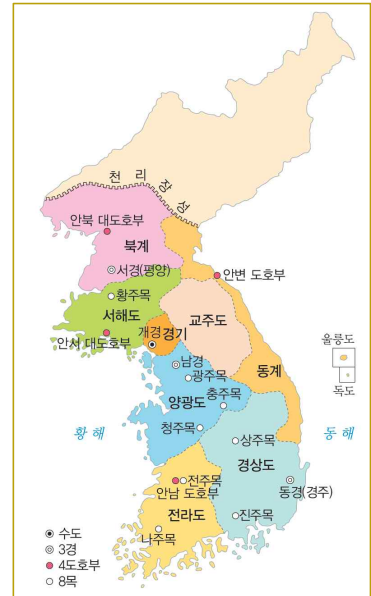 천 리 장 성
안북 대도호부
북계
서경(평양)
안변 도호부
황주목
서해도
교주도
개경 경기
안서 대도호부
울릉도
남경
광주목
동계
독도
양광도
충주목
황해
청주목
동해
상주목
경상도
전주목
안남 도호부
동경(경주)
전라도
진주목
나주목
수도
3경
4도호부
8목